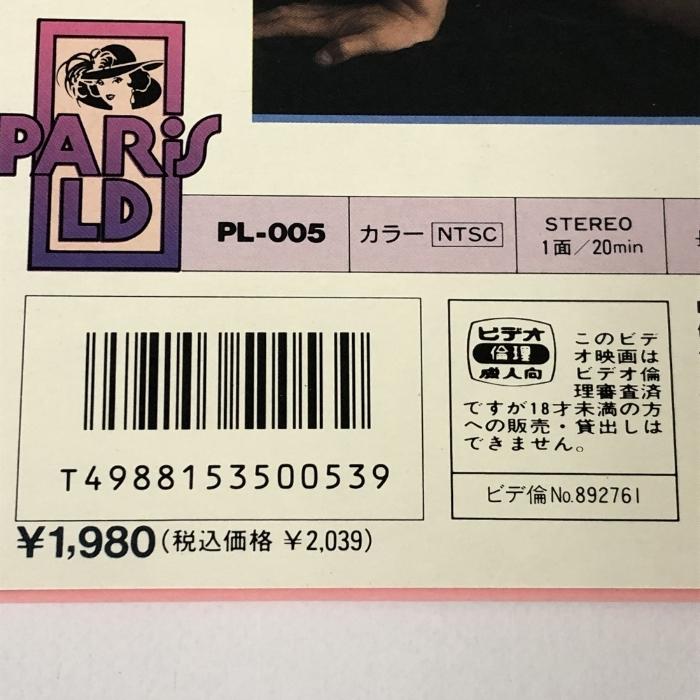 PARIS
LD
PL-005
カラー NTSC
STEREO
1面／20min
ビデオ
倫理
成人向
このビデ
オ映画は
ビデオ倫
理審査済
ですが18才未満の方
への販売・貸出しは
できません。
ビデ倫No.892761
T4988153500539
¥1,980(税込価格 ¥2,039)